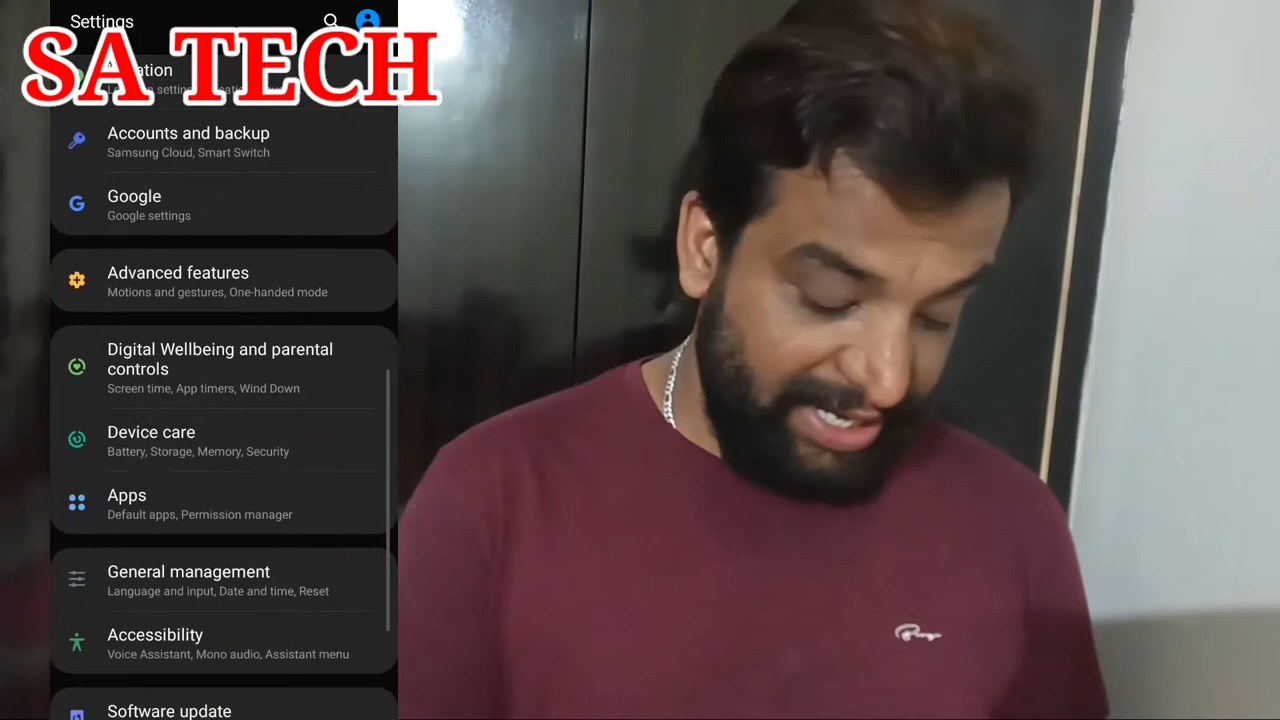 Settings
SA TECH
Accounts and backup
Samsung Cloud, Smart Switch
Google
Google settings
Advanced features
Motions and gestures, One-handed mode
Digital Wellbeing and parental
controls
Screen time, App timers, Wind Down
Device care
Battery, Storage, Memory, Security
Apps
Default apps, Permission manager
General management
Language and input, Date and time, Reset
Accessibility
Voice Assistant, Mono audio, Assistant menu
Software update